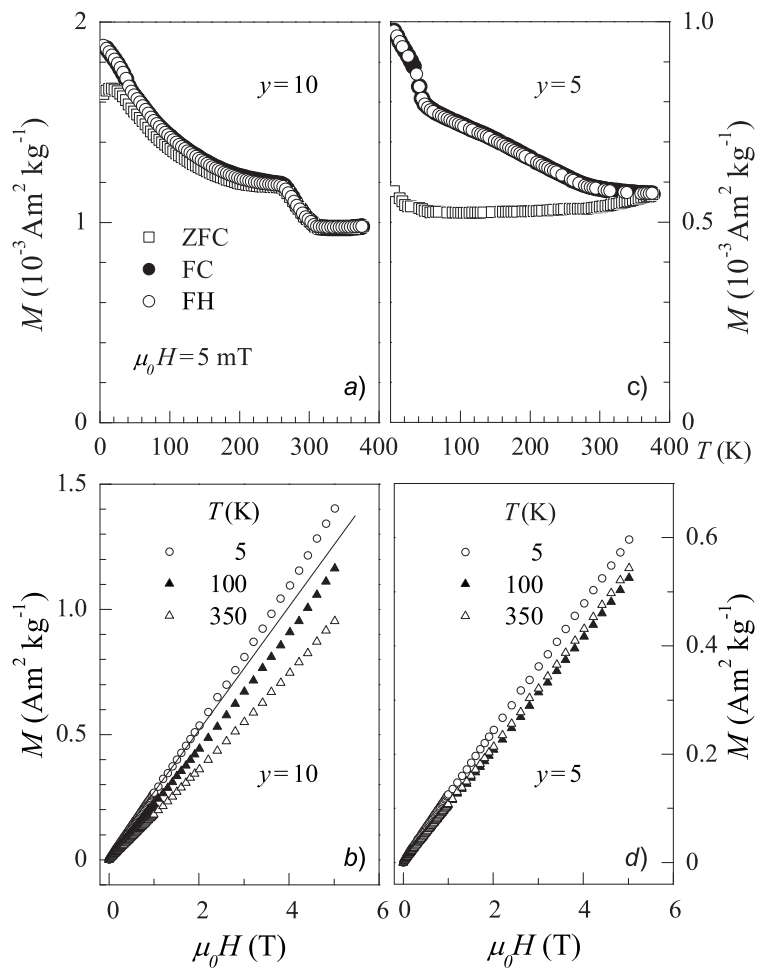 2
1
0
M (10⁻³ Am² kg⁻¹)
y = 10
ZFC
FC
FH
μ₀H = 5 mT
a)
0 100 200 300 400
1.0
0.5
0.0
M (10⁻³ Am² kg⁻¹)
y = 5
c)
0 100 200 300 400 T (K)
1.5
1.0
0.5
0
M (Am² kg⁻¹)
T (K)
5
100
350
y = 10
b)
0 2 4 6
μ₀H (T)
0.6
0.4
0.2
0
M (Am² kg⁻¹)
T (K)
5
100
350
y = 5
d)
0 2 4 6
μ₀H (T)